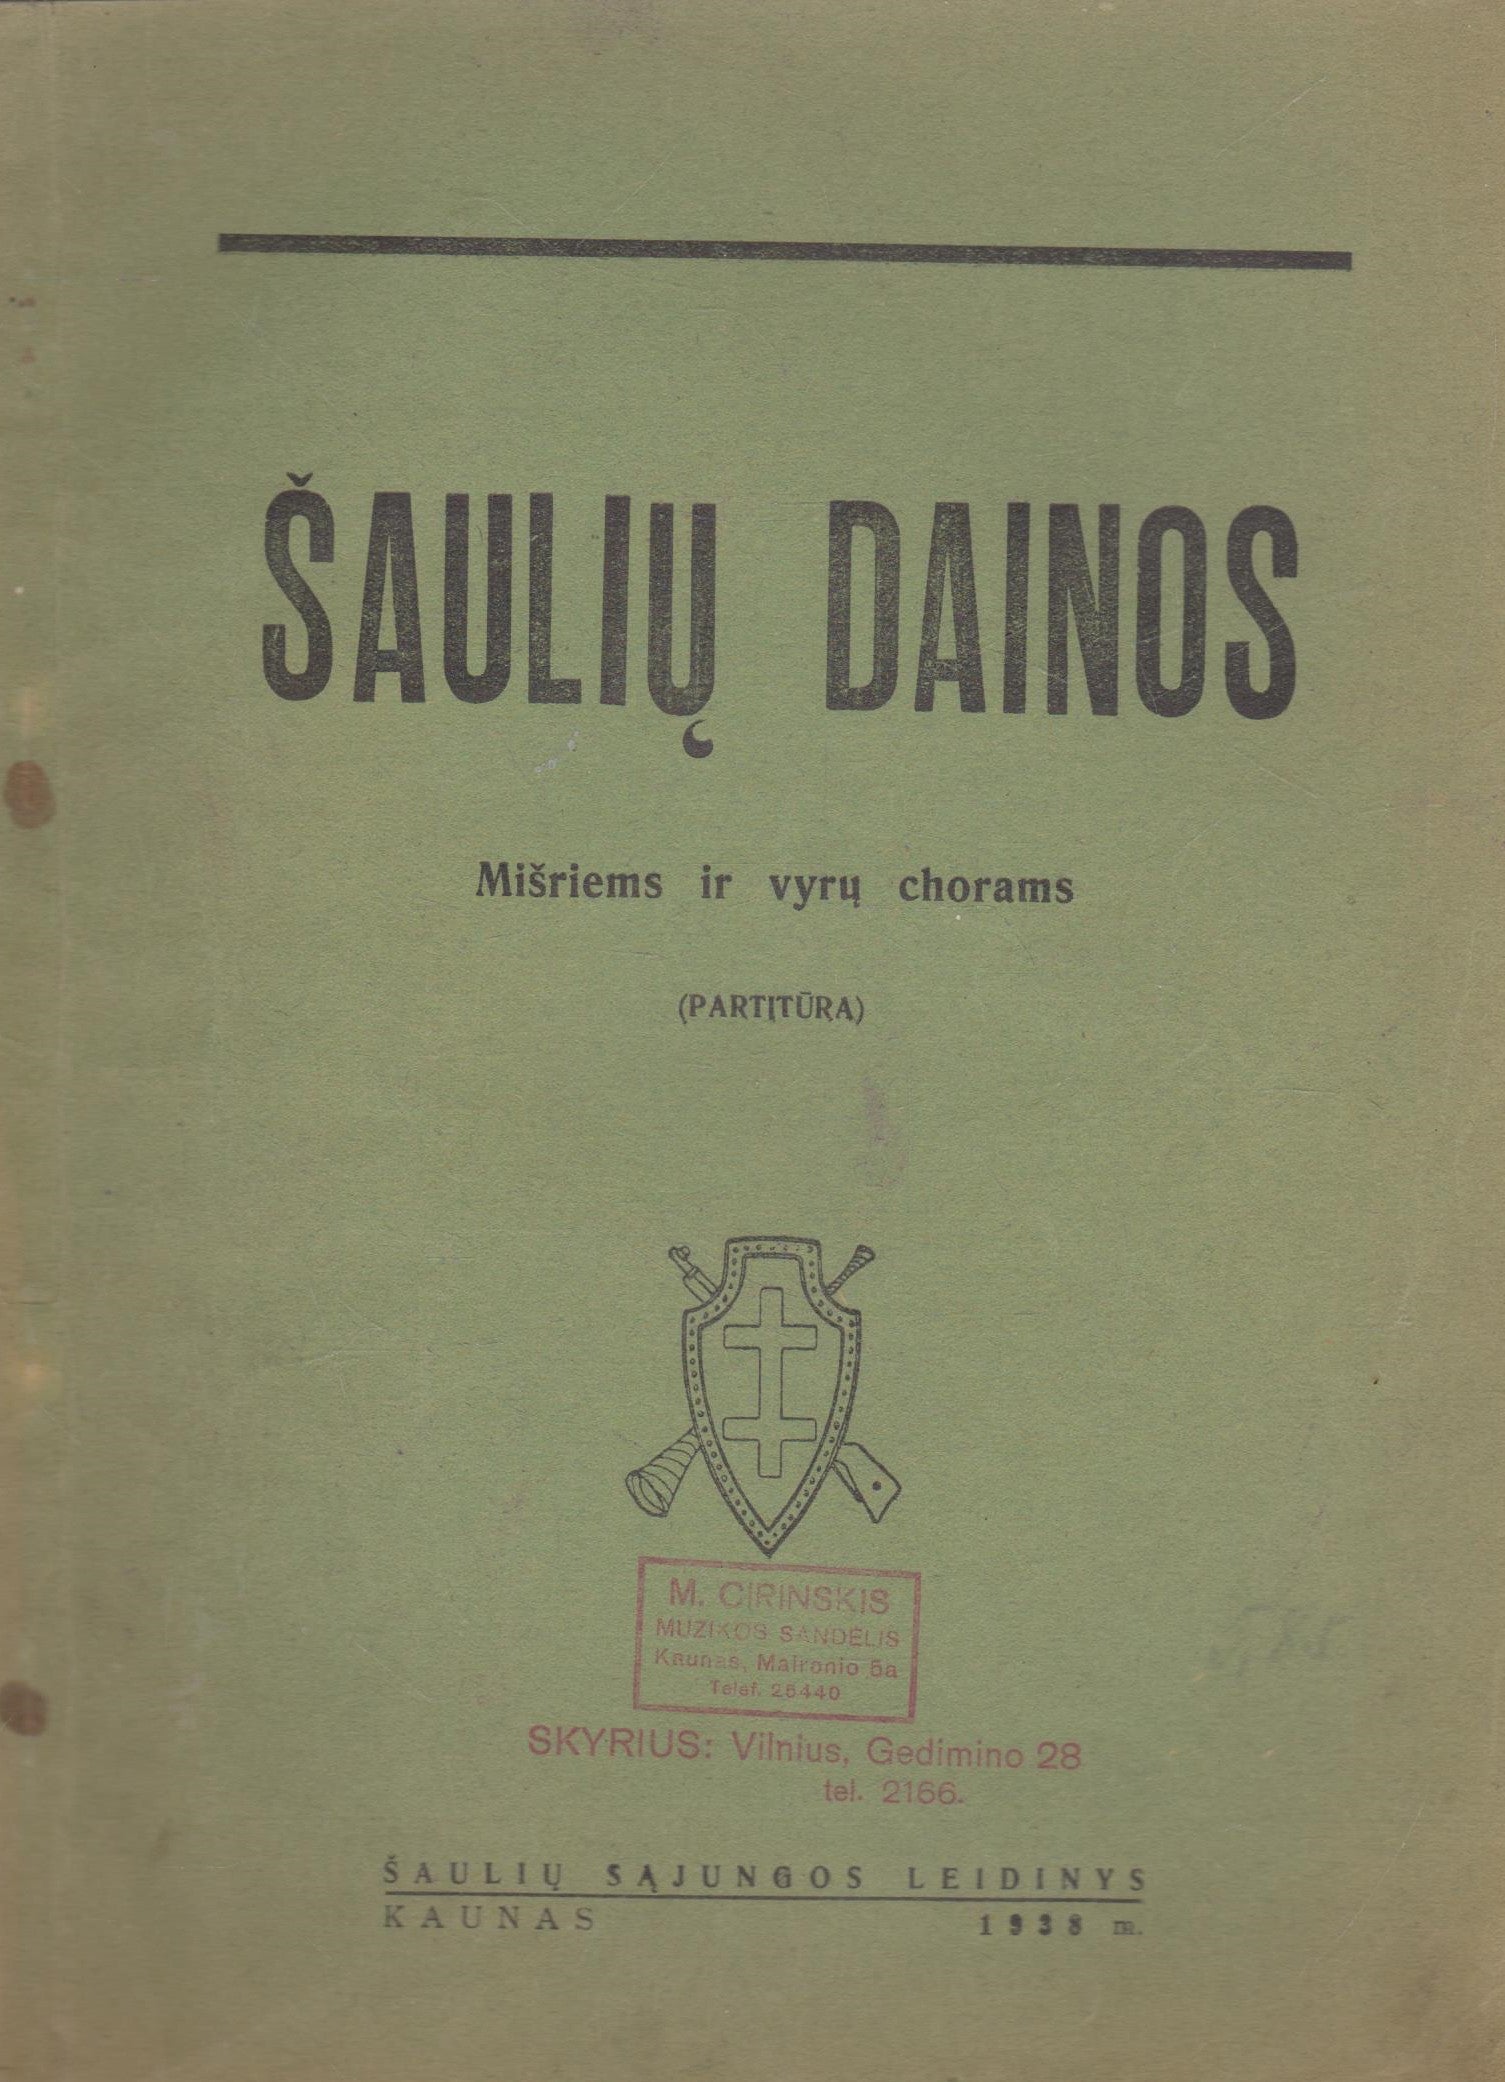 ŠAULIŲ DAINOS
Mišriems ir vyrų chorams
(PARTITŪRA)
M. CIRINSKIS
MUZIKOS SANDĖLIS
Kaunas, Maironio 5a
Telef. 25440
SKYRIUS: Vilnius, Gedimino 28
tel. 2166.
ŠAULIŲ SĄJUNGOS LEIDINYS
KAUNAS 1938 m.